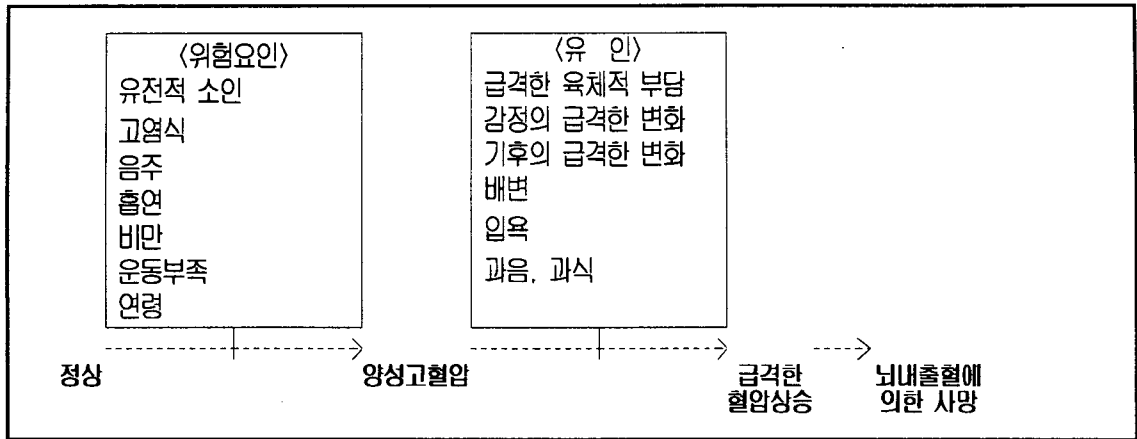 〈위험요인〉
유전적 소인
고염식
음주
흡연
비만
운동부족
연령
〈유 인〉
급격한 육체적 부담
감정의 급격한 변화
기후의 급격한 변화
배변
입욕
과음, 과식
정상
양성고혈압
급격한
혈압상승
뇌내출혈에
의한 사망